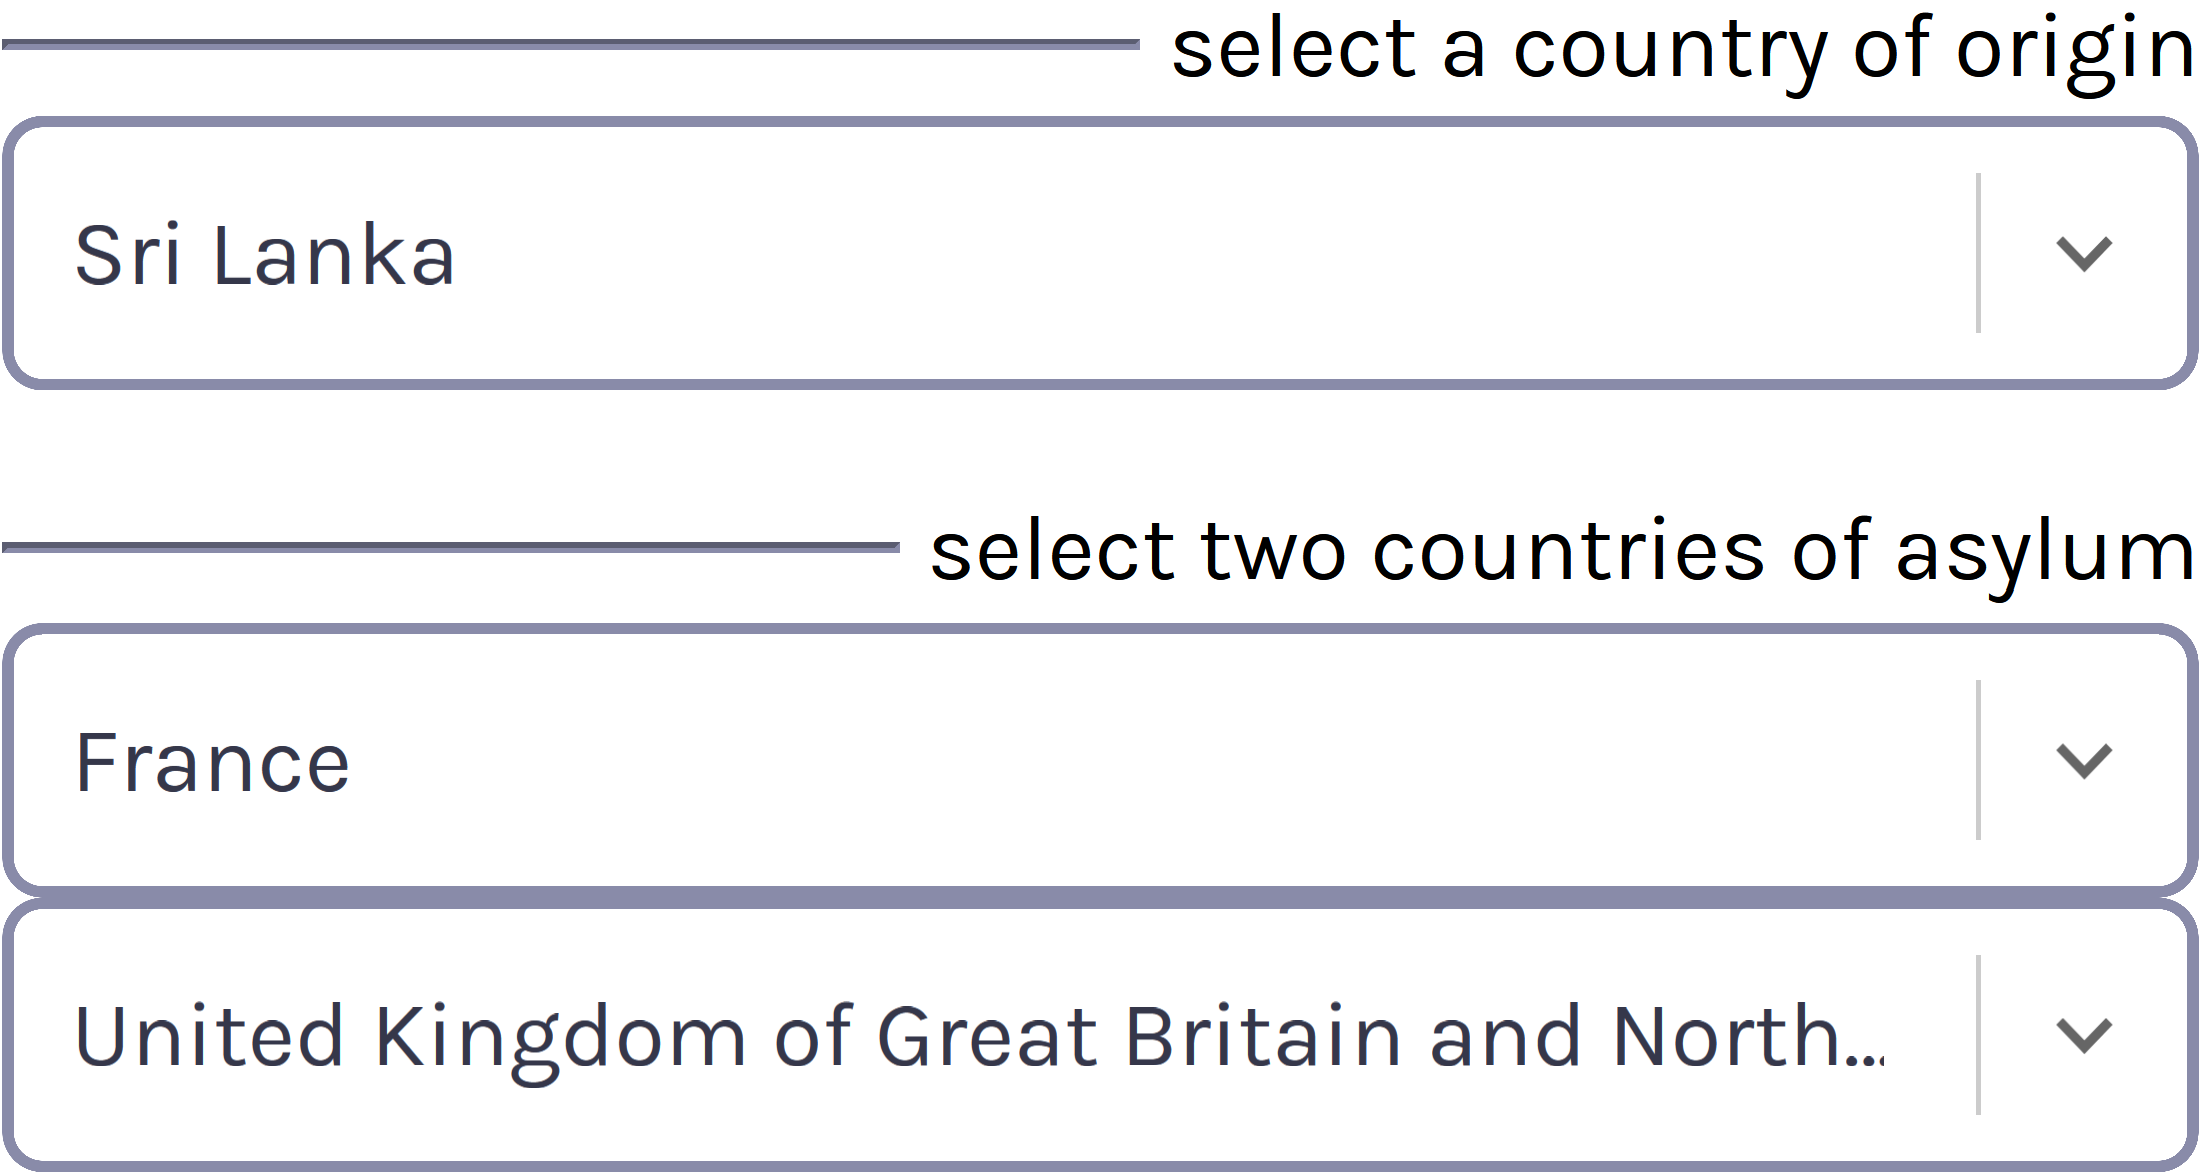 select a country of origin
Sri Lanka
select two countries of asylum
France
United Kingdom of Great Britain and North...